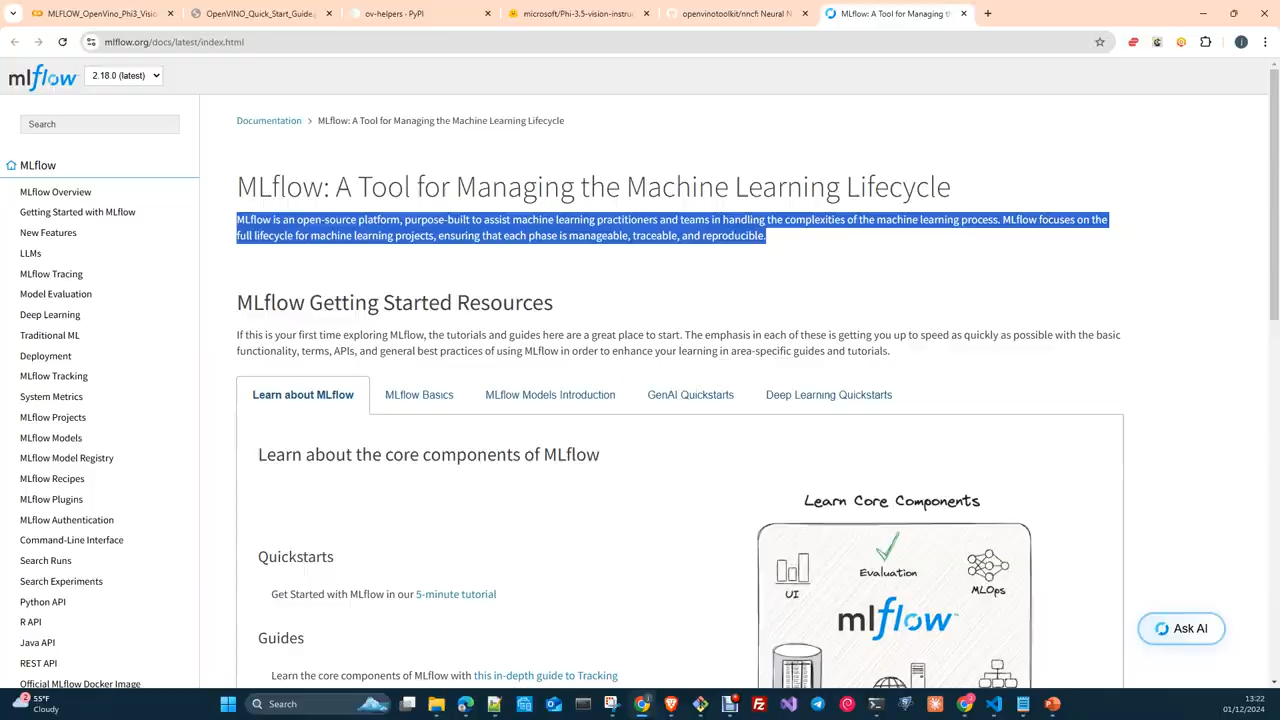 MLFLOW_OpenVino_Phi3_Visio
OpenVINO_Quick_Start_Guide.p
ov-helpers · PyPI
microsoft/Phi-3.5-vision-instruc
openvinotoolkit/nncf: Neural N
MLflow: A Tool for Managing th
mlflow.org/docs/latest/index.html
mlflow
2.18.0 (latest)
Search
MLflow
MLflow Overview
Getting Started with MLflow
New Features
LLMs
MLflow Tracing
Model Evaluation
Deep Learning
Traditional ML
Deployment
MLflow Tracking
System Metrics
MLflow Projects
MLflow Models
MLflow Model Registry
MLflow Recipes
MLflow Plugins
MLflow Authentication
Command-Line Interface
Search Runs
Search Experiments
Python API
R API
Java API
REST API
Official MLflow Docker Image
Documentation > MLflow: A Tool for Managing the Machine Learning Lifecycle
MLflow: A Tool for Managing the Machine Learning Lifecycle
MLflow is an open-source platform, purpose-built to assist machine learning practitioners and teams in handling the complexities of the machine learning process. MLflow focuses on the
full lifecycle for machine learning projects, ensuring that each phase is manageable, traceable, and reproducible.
MLflow Getting Started Resources
If this is your first time exploring MLflow, the tutorials and guides here are a great place to start. The emphasis in each of these is getting you up to speed as quickly as possible with the basic
functionality, terms, APIs, and general best practices of using MLflow in order to enhance your learning in area-specific guides and tutorials.
Learn about MLflow
MLflow Basics
MLflow Models Introduction
GenAI Quickstarts
Deep Learning Quickstarts
Learn about the core components of MLflow
Quickstarts
Get Started with MLflow in our 5-minute tutorial
Guides
Learn the core components of MLflow with this in-depth guide to Tracking
Learn Core Components
Evaluation
UI
MLOps
mlflow™
Ask AI
2
55°F
Cloudy
Search
13:22
01/12/2024